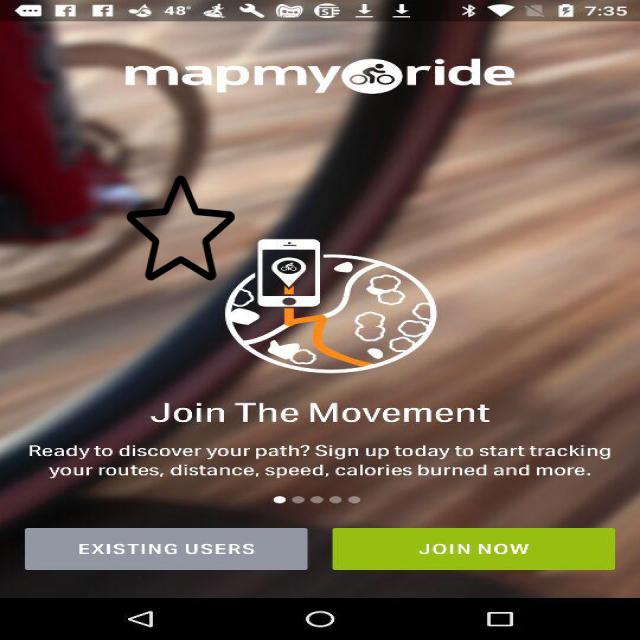 48°
7:35
mapmyride
Join The Movement
Ready to discover your path? Sign up today to start tracking
your routes, distance, speed, calories burned and more.
EXISTING USERS
JOIN NOW